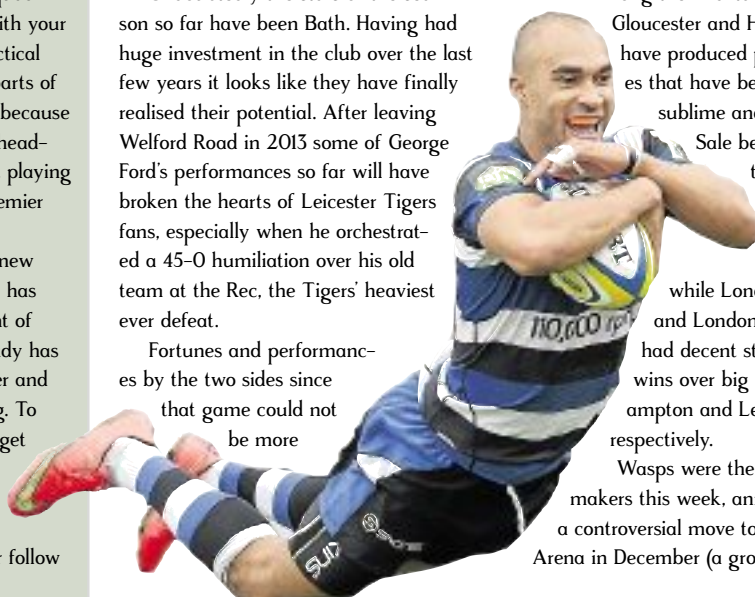 ith your
ctical
arts of
because
head-
playing
emier
new
has
t of
dy has
er and
g. To
get
follow
son so far have been Bath. Having had
huge investment in the club over the last
few years it looks like they have finally
realised their potential. After leaving
Welford Road in 2013 some of George
Ford's performances so far will have
broken the hearts of Leicester Tigers
fans, especially when he orchestrat-
ed a 45-0 humiliation over his old
team at the Rec, the Tigers' heaviest
ever defeat.
Fortunes and performanc-
es by the two sides since
that game could not
be more
Gloucester and H
have produced
es that have be
sublime an
Sale be
t
while Lon
and London
had decent st
wins over big
ampton and Le
respectively.
Wasps were the
makers this week, an
a controversial move to
Arena in December (a gro
110,000